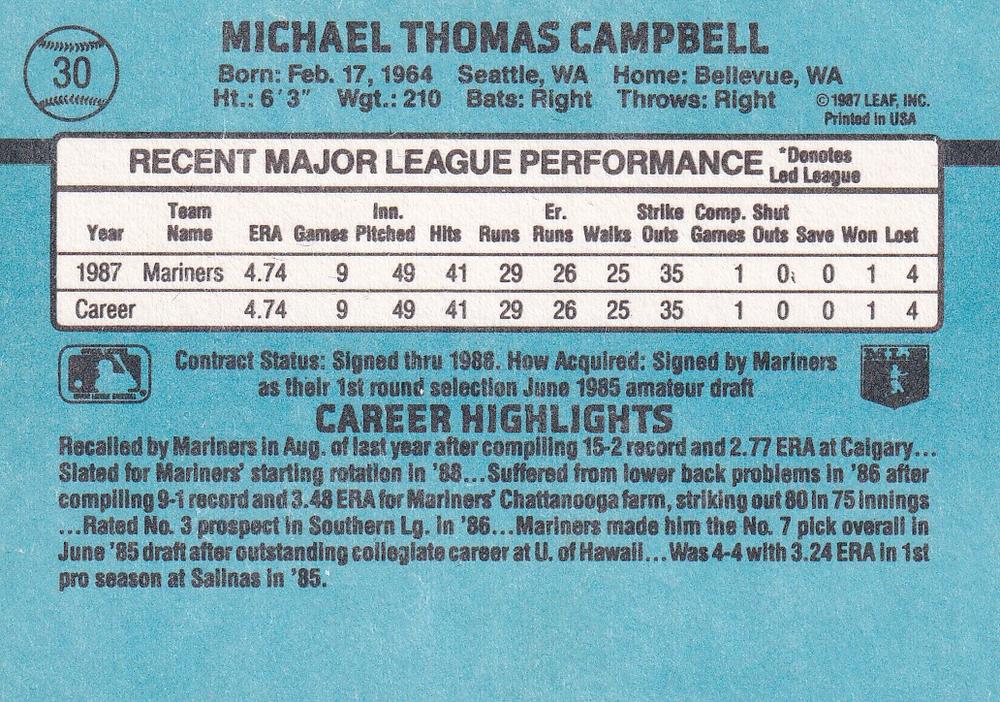 30
MICHAEL THOMAS CAMPBELL
Born: Feb. 17, 1964 Seattle, WA Home: Bellevue, WA
Ht.: 6'3" Wgt.: 210 Bats: Right Throws: Right
©1987 LEAF, INC.
Printed in USA
RECENT MAJOR LEAGUE PERFORMANCE *Denotes
Led League
Year Team Name ERA Games Inn. Pitched Hits Runs Er. Runs Walks Strike Outs Comp. Games Shut Outs Save Won Lost
1987 Mariners 4.74 9 49 41 29 26 25 35 1 0 0 1 4
Career 4.74 9 49 41 29 26 25 35 1 0 0 1 4
Contract Status: Signed thru 1988. How Acquired: Signed by Mariners
as their 1st round selection June 1985 amateur draft
CAREER HIGHLIGHTS
Recalled by Mariners in Aug. of last year after compiling 15-2 record and 2.77 ERA at Calgary...
Slated for Mariners' starting rotation in '88...Suffered from lower back problems in '86 after
compiling 9-1 record and 3.48 ERA for Mariners' Chattanooga farm, striking out 80 in 75 innings
...Rated No. 3 prospect in Southern Lg. in '86...Mariners made him the No. 7 pick overall in
June '85 draft after outstanding collegiate career at U. of Hawaii...Was 4-4 with 3.24 ERA in 1st
pro season at Salinas in '85.